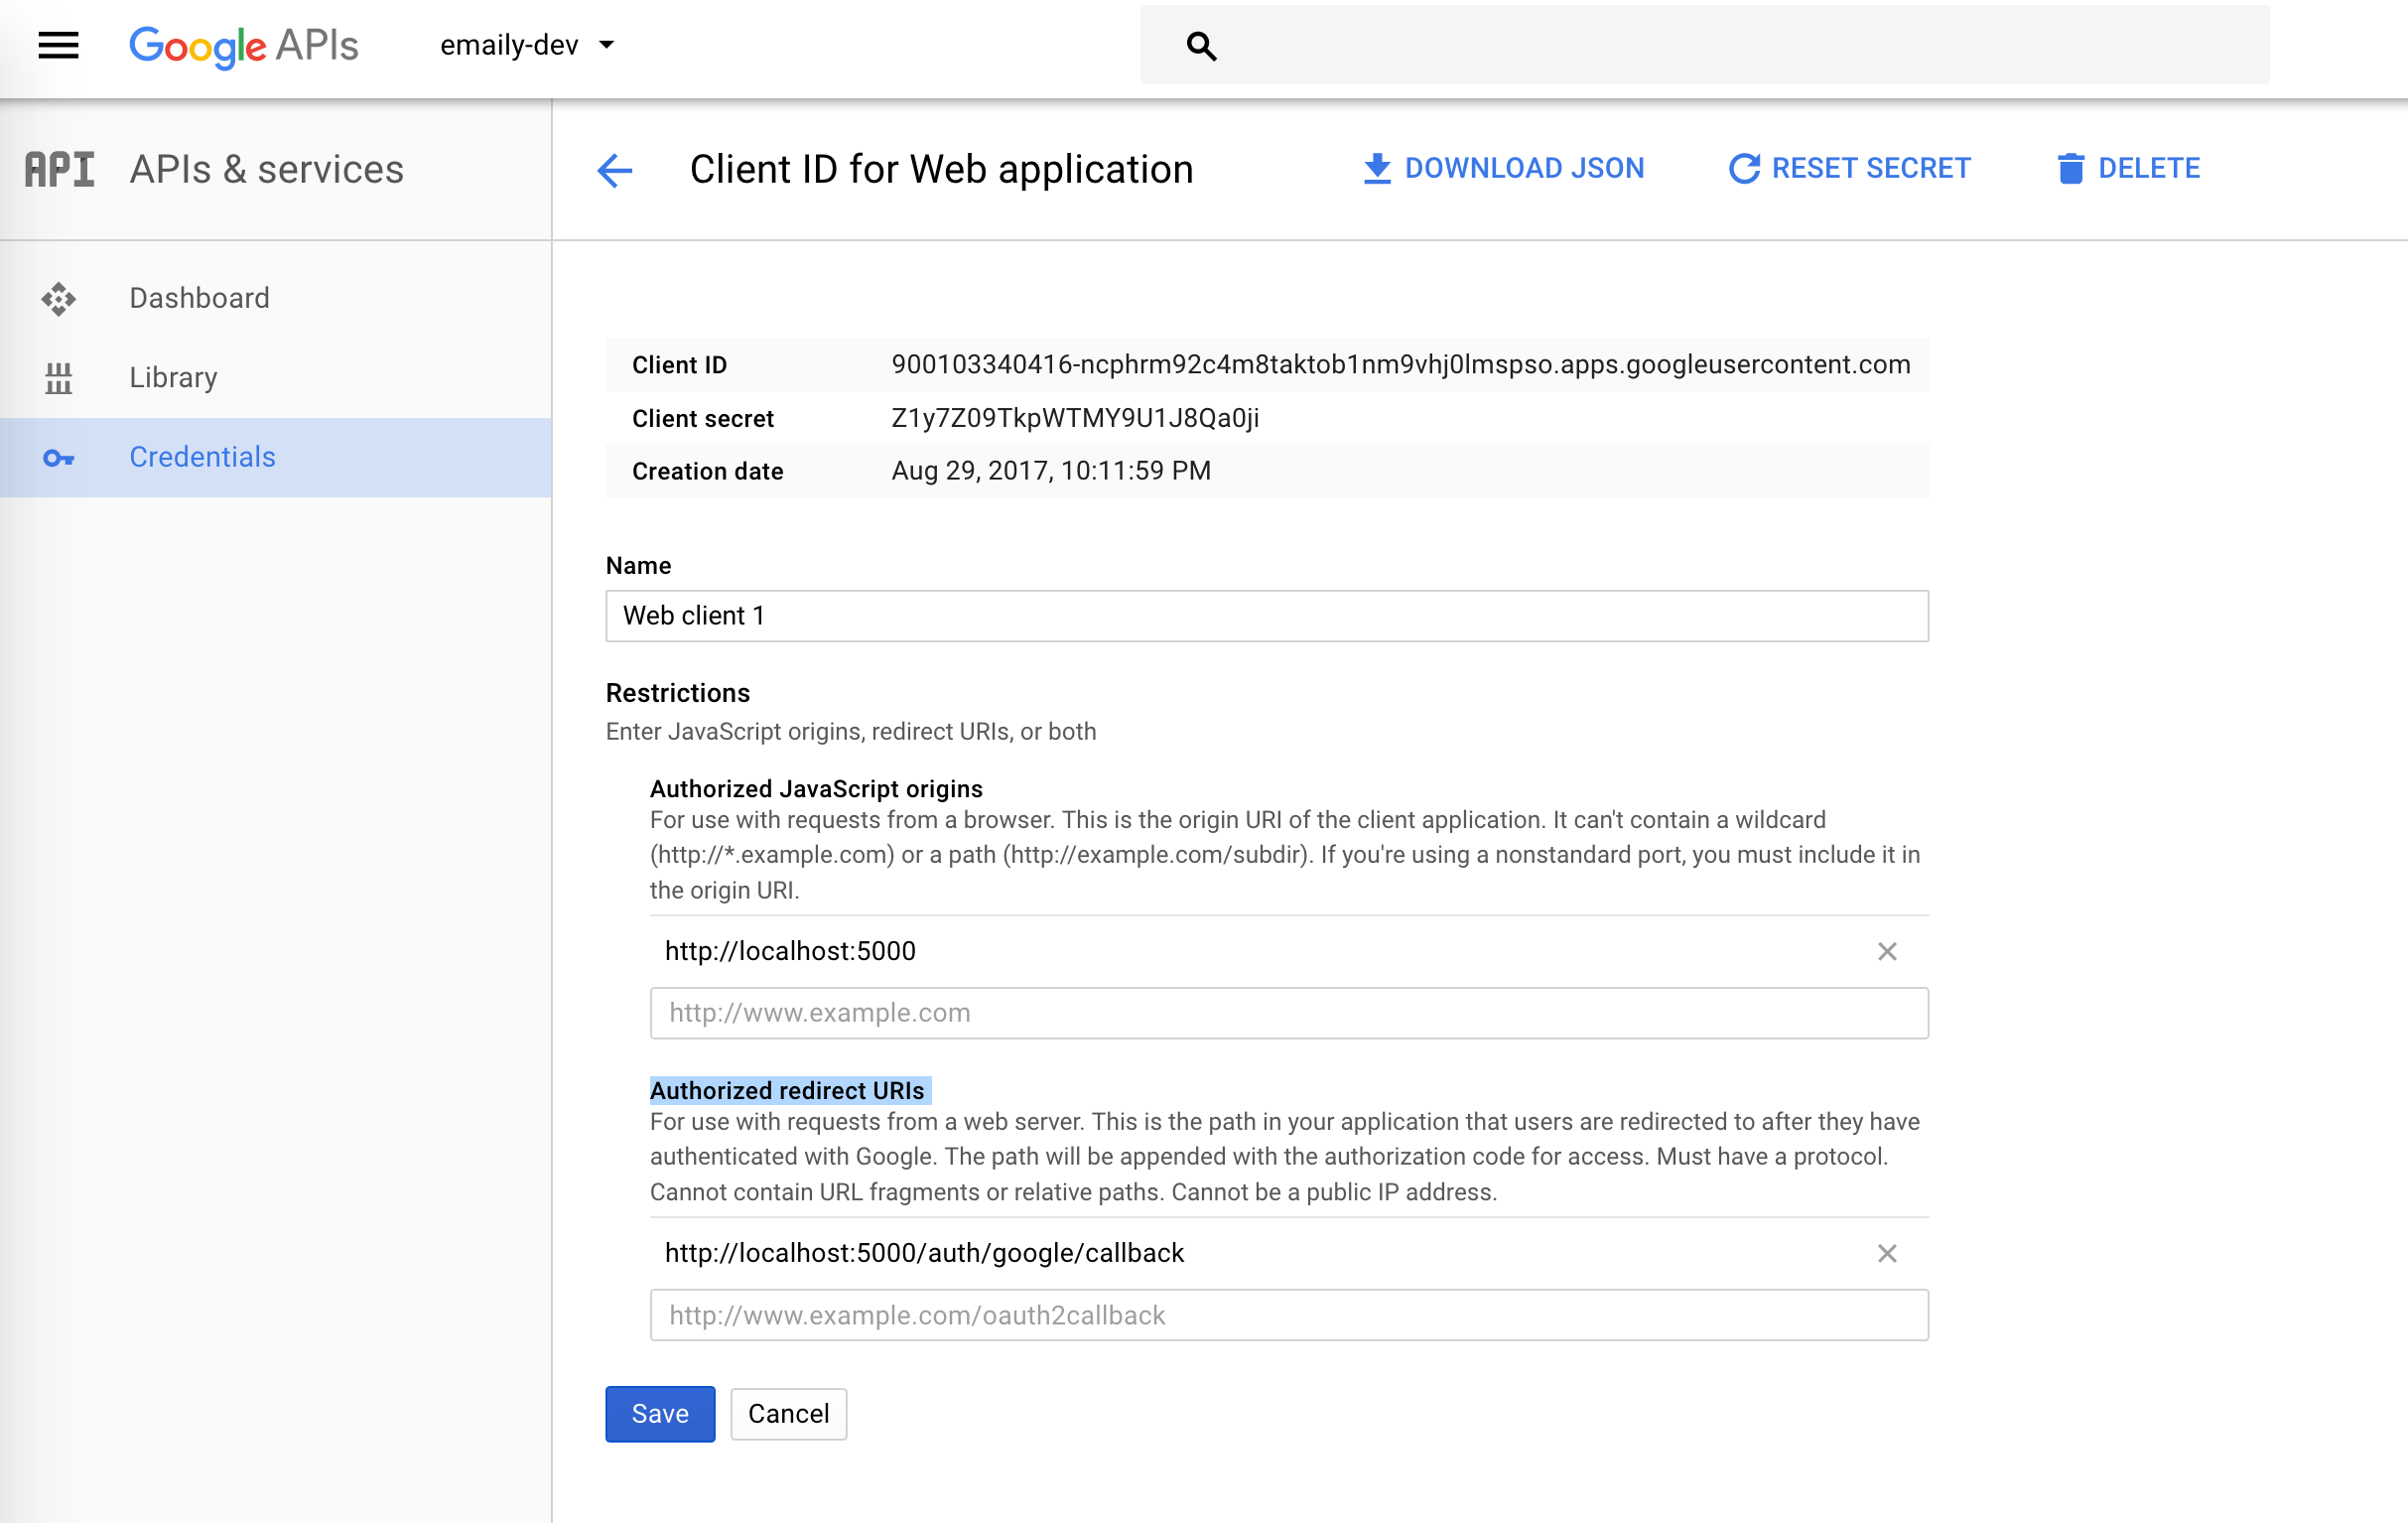 Google APIs
emaily-dev
API APIs & services
Client ID for Web application
DOWNLOAD JSON
RESET SECRET
DELETE
Dashboard
Library
Credentials
Client ID 900103340416-ncphrm92c4m8taktob1nm9vhj0lmspso.apps.googleusercontent.com
Client secret Z1y7Z09TkpWTMY9U1J8Qa0ji
Creation date Aug 29, 2017, 10:11:59 PM
Name
Web client 1
Restrictions
Enter JavaScript origins, redirect URIs, or both
Authorized JavaScript origins
For use with requests from a browser. This is the origin URI of the client application. It can't contain a wildcard
(http://*.example.com) or a path (http://example.com/subdir). If you're using a nonstandard port, you must include it in
the origin URI.
http://localhost:5000
http://www.example.com
Authorized redirect URIs
For use with requests from a web server. This is the path in your application that users are redirected to after they have
authenticated with Google. The path will be appended with the authorization code for access. Must have a protocol.
Cannot contain URL fragments or relative paths. Cannot be a public IP address.
http://localhost:5000/auth/google/callback
http://www.example.com/oauth2callback
Save
Cancel